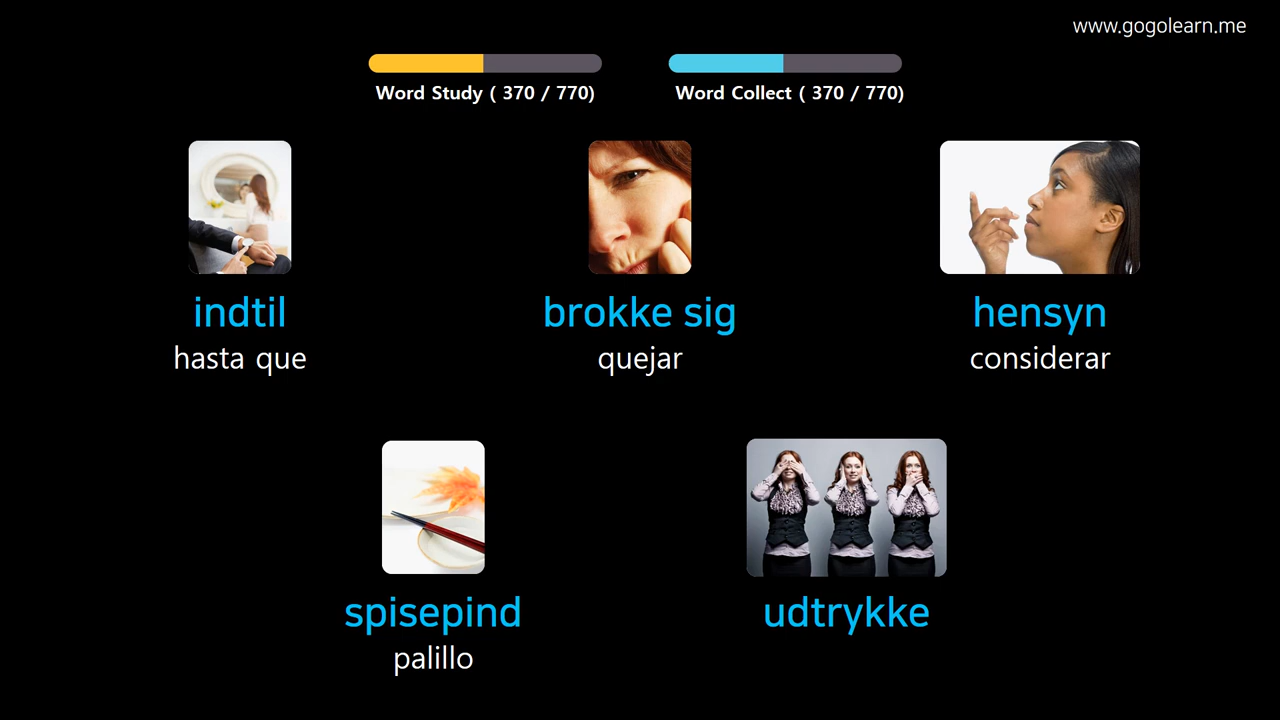 www.gogolearn.me
Word Study ( 370 / 770)
Word Collect ( 370 / 770)
indtil
hasta que
brokke sig
quejar
hensyn
considerar
spisepind
palillo
udtrykke